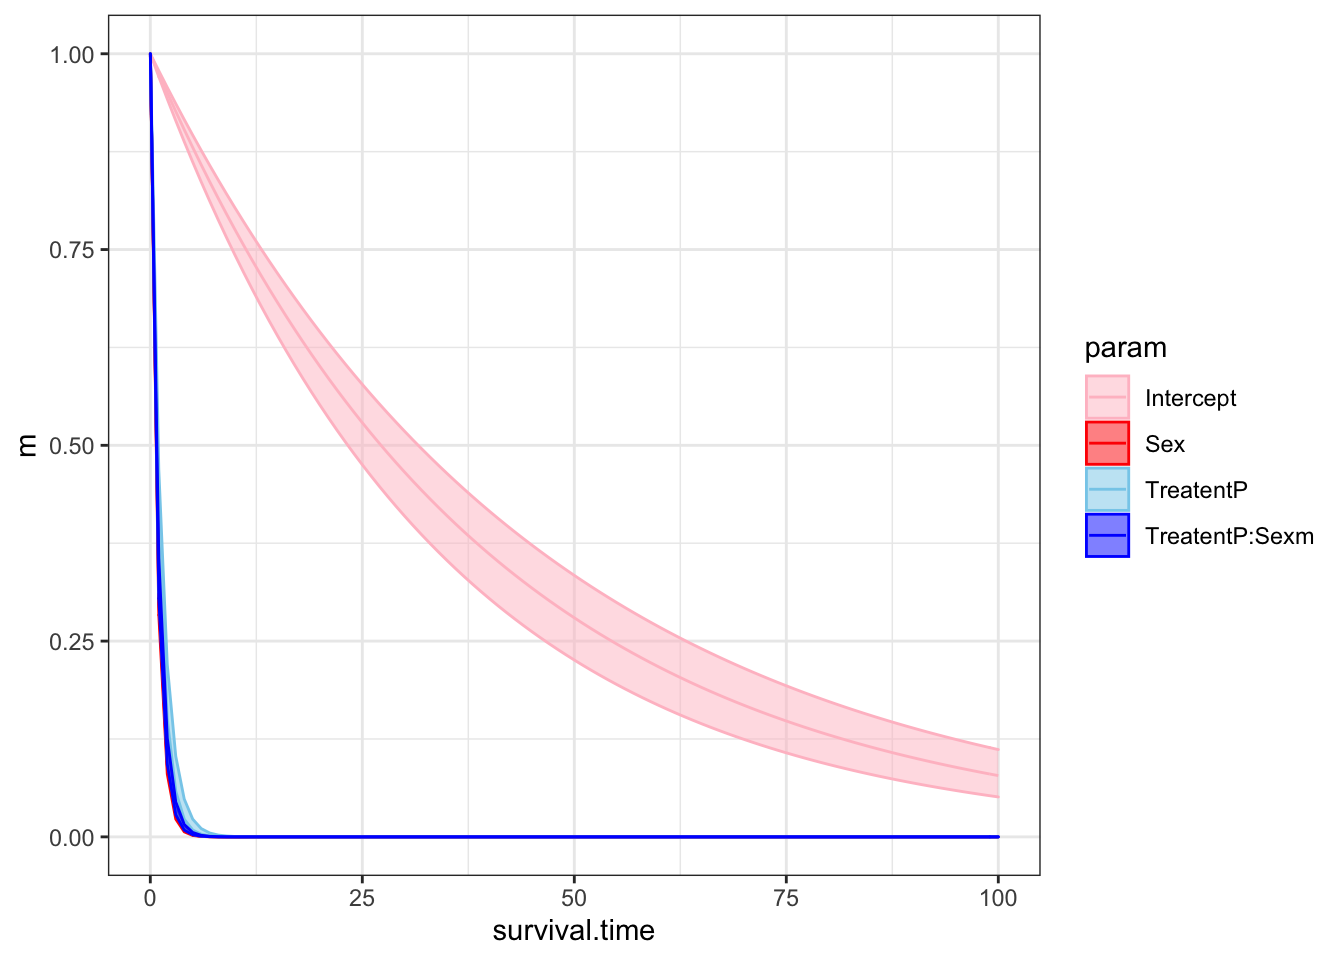 1.00
0.75
0.50
0.25
0.00
m
0
25
50
75
100
survival.time
param
Intercept
Sex
TreatentP
TreatentP:Sexm